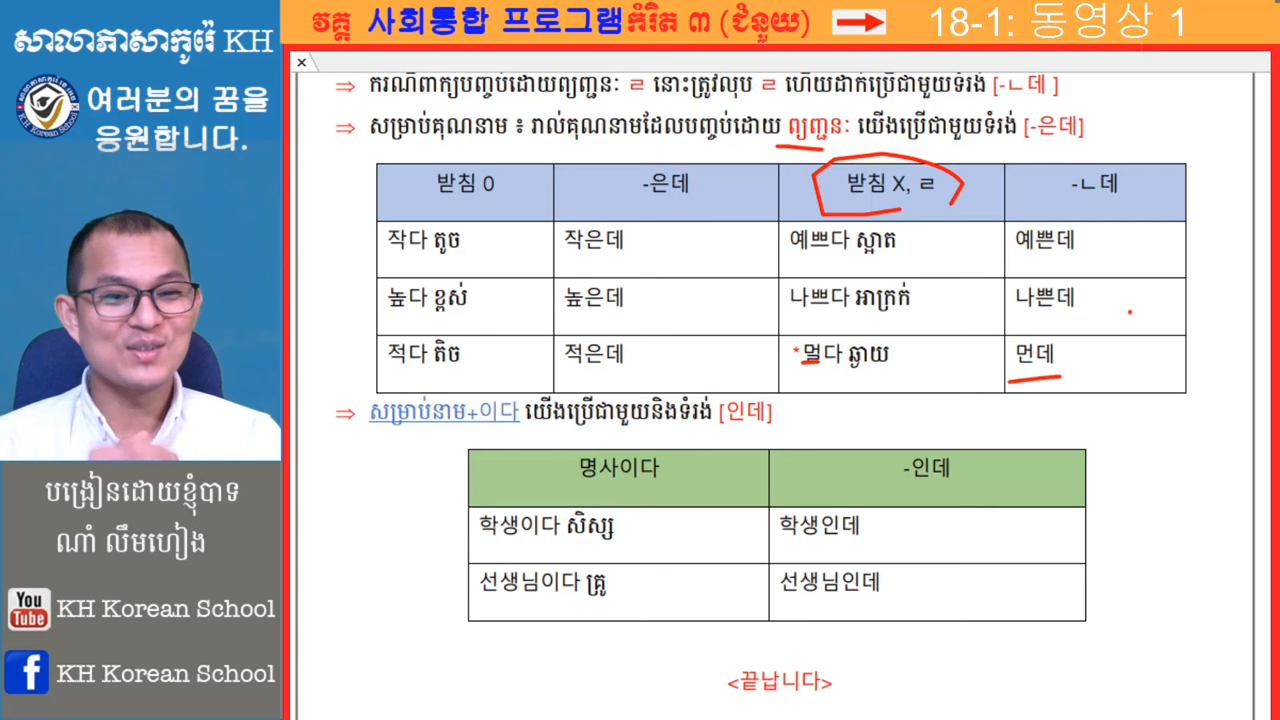 សាលាភាសាកូរ៉េ KH
여러분의 꿈을
응원합니다.
វគ្គ 사회통합 프로그램 កំរិត ៣ (ជំនួយ)
18-1: 동영상 1
⇒ ករណីពាក្យបញ្ចប់ដោយព្យញ្ជនៈ ㄹ នោះត្រូវលុប ㄹ ហើយដាក់ប្រើជាមួយទំរង់ [-ㄴ데 ]
⇒ សម្រាប់គុណនាម ៖ រាល់គុណនាមដែលបញ្ចប់ដោយ ព្យញ្ជនៈ យើងប្រើជាមួយទំរង់ [-은데]
받침 0 -은데 받침 X, ㄹ -ㄴ데
작다 តូច 작은데 예쁘다 ស្អាត 예쁜데
높다 ខ្ពស់ 높은데 나쁘다 អាក្រក់ 나쁜데
적다 តិច 적은데 *멀다 ឆ្ងាយ 먼데
⇒ សម្រាប់នាម+이다 យើងប្រើជាមួយនិងទំរង់ [인데]
명사이다 -인데
학생이다 សិស្ស 학생인데
선생님이다 គ្រូ 선생님인데
<끝납니다>
បង្រៀនដោយខ្ញុំបាទ
ណាំ លឹមហៀង
You Tube KH Korean School
f KH Korean School